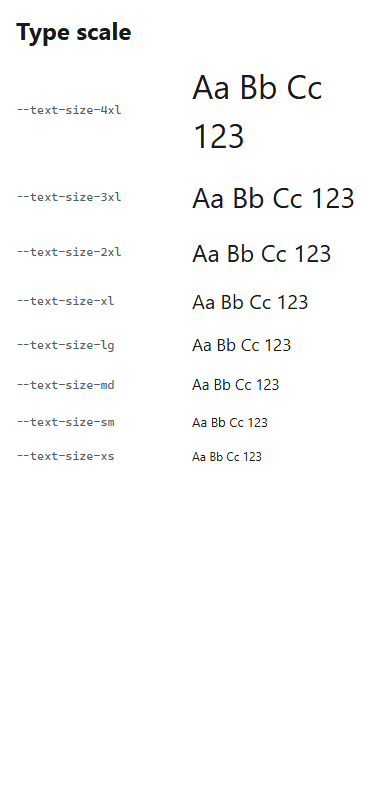 Type scale
--text-size-4xl
Aa Bb Cc
123
--text-size-3xl
Aa Bb Cc 123
--text-size-2xl
Aa Bb Cc 123
--text-size-xl
Aa Bb Cc 123
--text-size-lg
Aa Bb Cc 123
--text-size-md
Aa Bb Cc 123
--text-size-sm
Aa Bb Cc 123
--text-size-xs
Aa Bb Cc 123